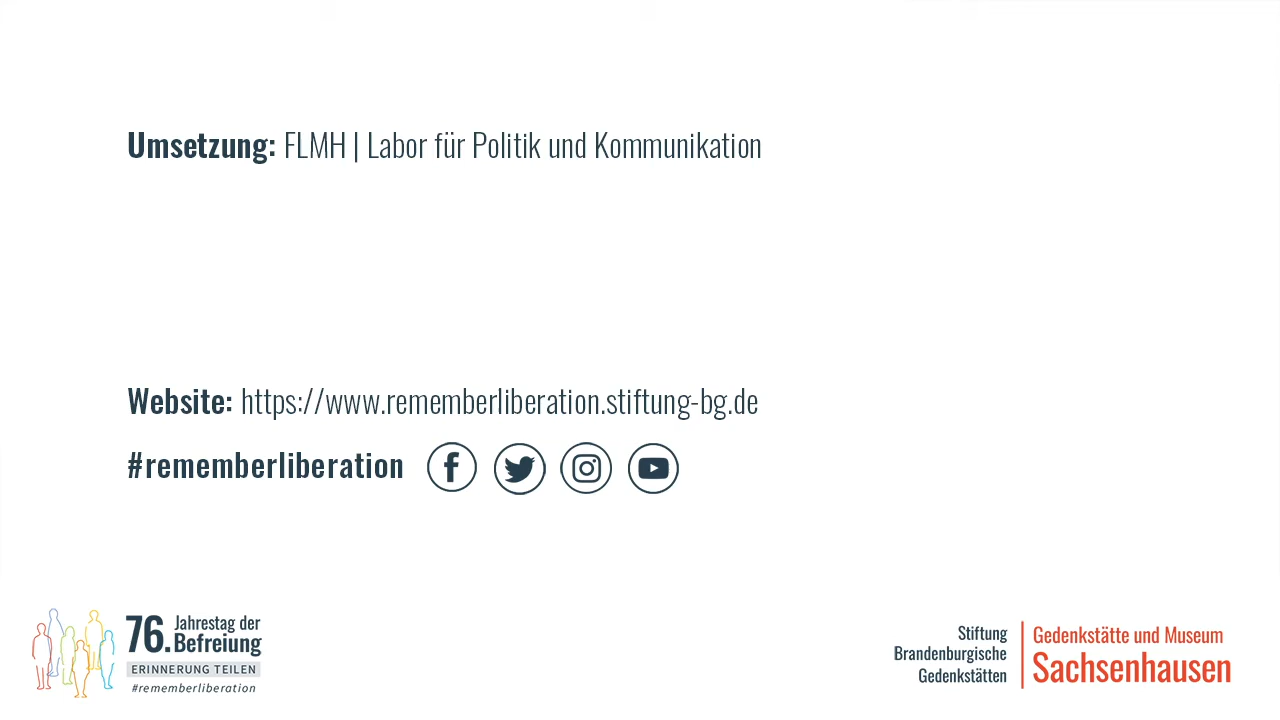 Umsetzung: FLMH | Labor für Politik und Kommunikation
Website: https://www.rememberliberation.stiftung-bg.de
#rememberliberation
76. Jahrestag der
Befreiung
ERINNERUNG TEILEN
#rememberliberation
Stiftung
Brandenburgische
Gedenkstätten
Gedenkstätte und Museum
Sachsenhausen